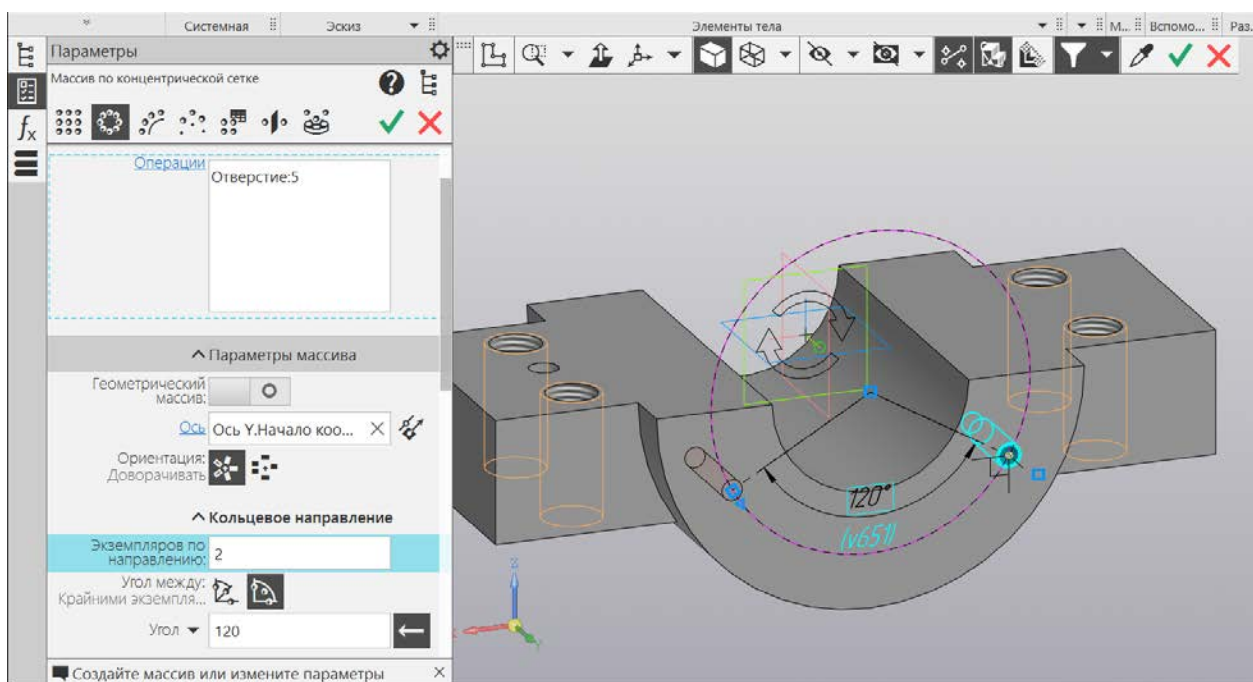 Системная
Эскиз
Элементы тела
М...
Вспомо...
Раз.
Параметры
Массив по концентрической сетке
?
fx
Операции
Отверстие:5
Параметры массива
Геометрический
массив:
Ось Ось Y.Начало коо...
Ориентация:
Доворачивать
Кольцевое направление
Экземпляров по
направлению: 2
Угол между:
Крайними экземпля...
Угол 120
Создайте массив или измените параметры
120°
(v651)
Z
Y